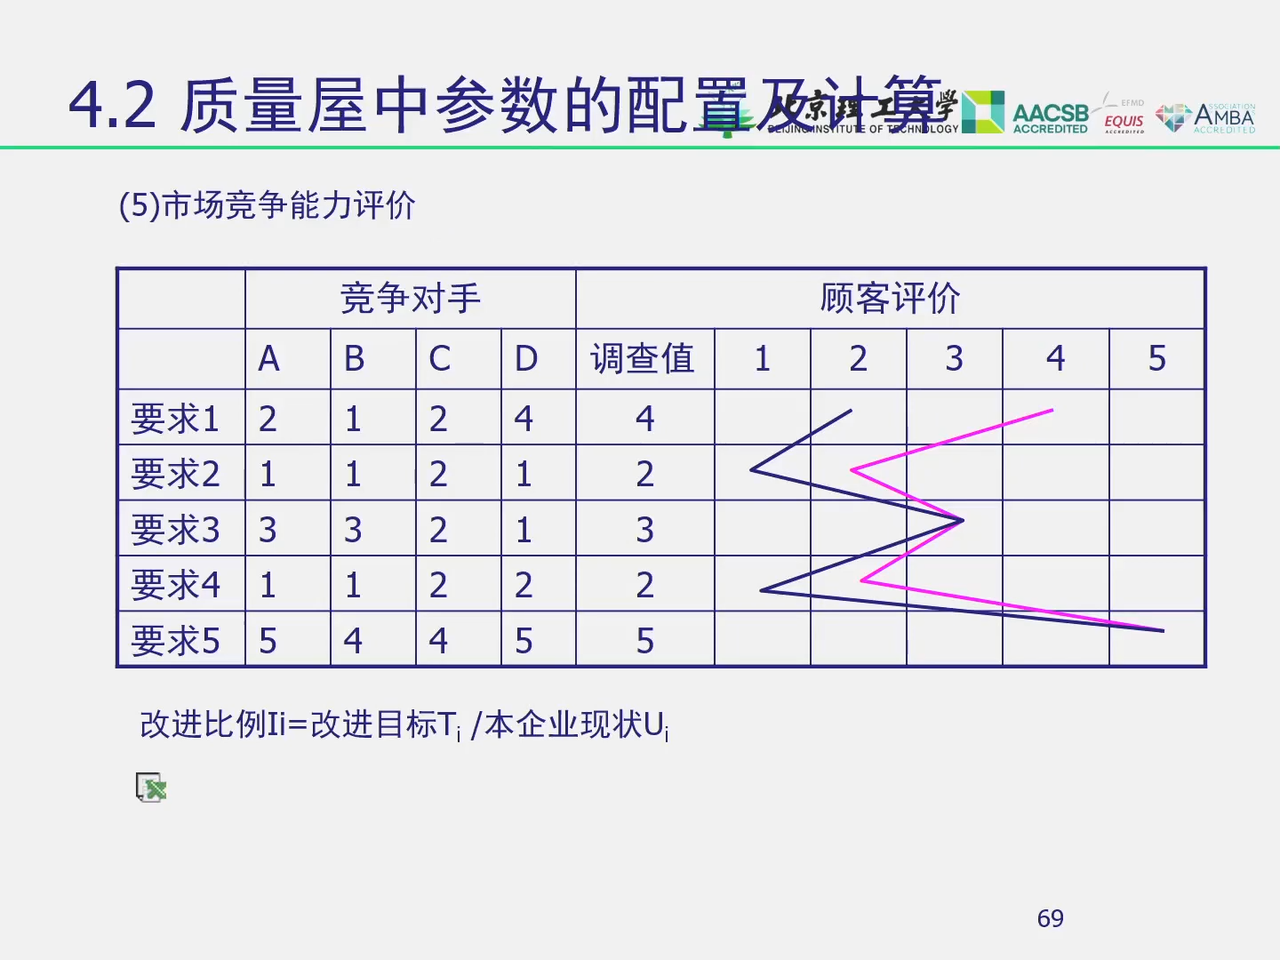 4.2 质量屋中参数的配置及计算
北京理工大学
BEIJING INSTITUTE OF TECHNOLOGY
AACSB
ACCREDITED
EFMD
EQUIS
ACCREDITED
ASSOCIATION
AMBA
ACCREDITED
(5)市场竞争能力评价
竞争对手 顾客评价
A B C D 调查值 1 2 3 4 5
要求1 2 1 2 4 4
要求2 1 1 2 1 2
要求3 3 3 2 1 3
要求4 1 1 2 2 2
要求5 5 4 4 5 5
改进比例Ii=改进目标Ti /本企业现状Ui
69